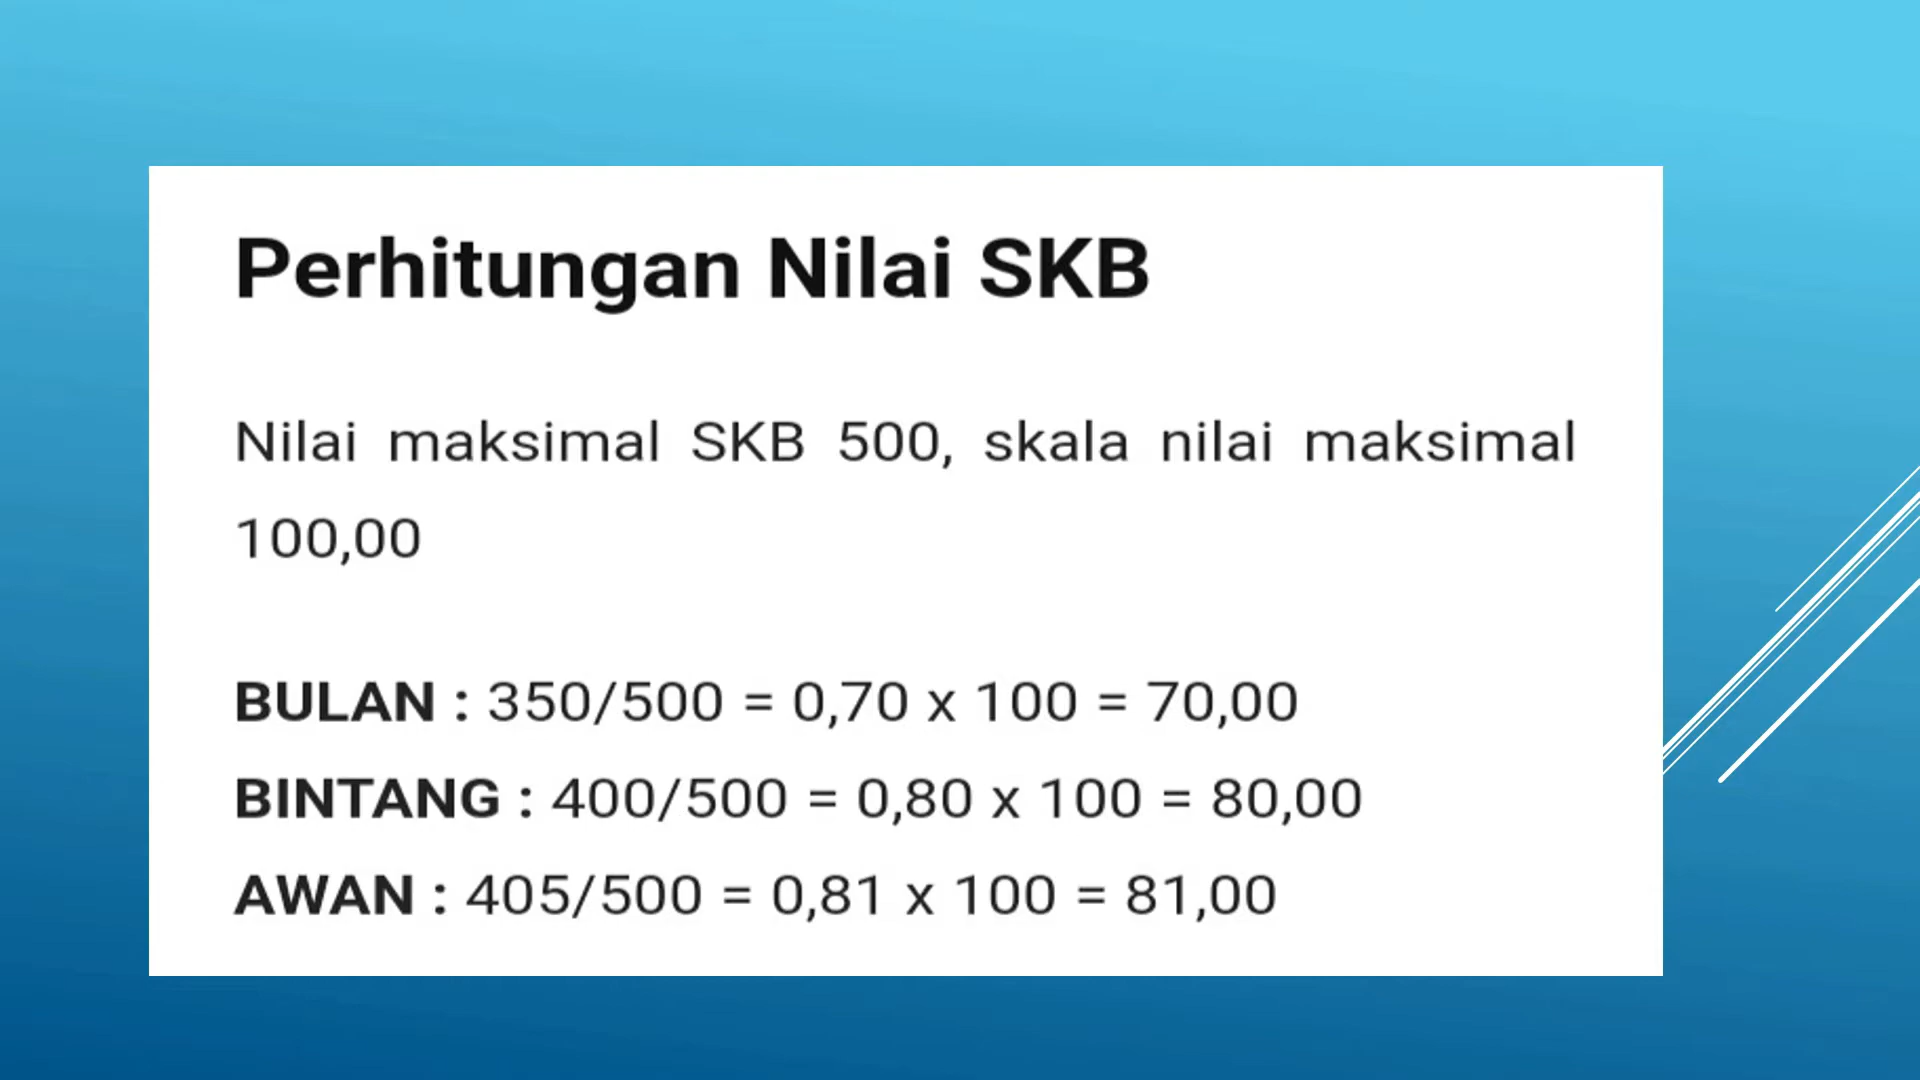 Perhitungan Nilai SKB
Nilai maksimal SKB 500, skala nilai maksimal
100,00
BULAN : 350/500 = 0,70 x 100 = 70,00
BINTANG : 400/500 = 0,80 x 100 = 80,00
AWAN : 405/500 = 0,81 x 100 = 81,00